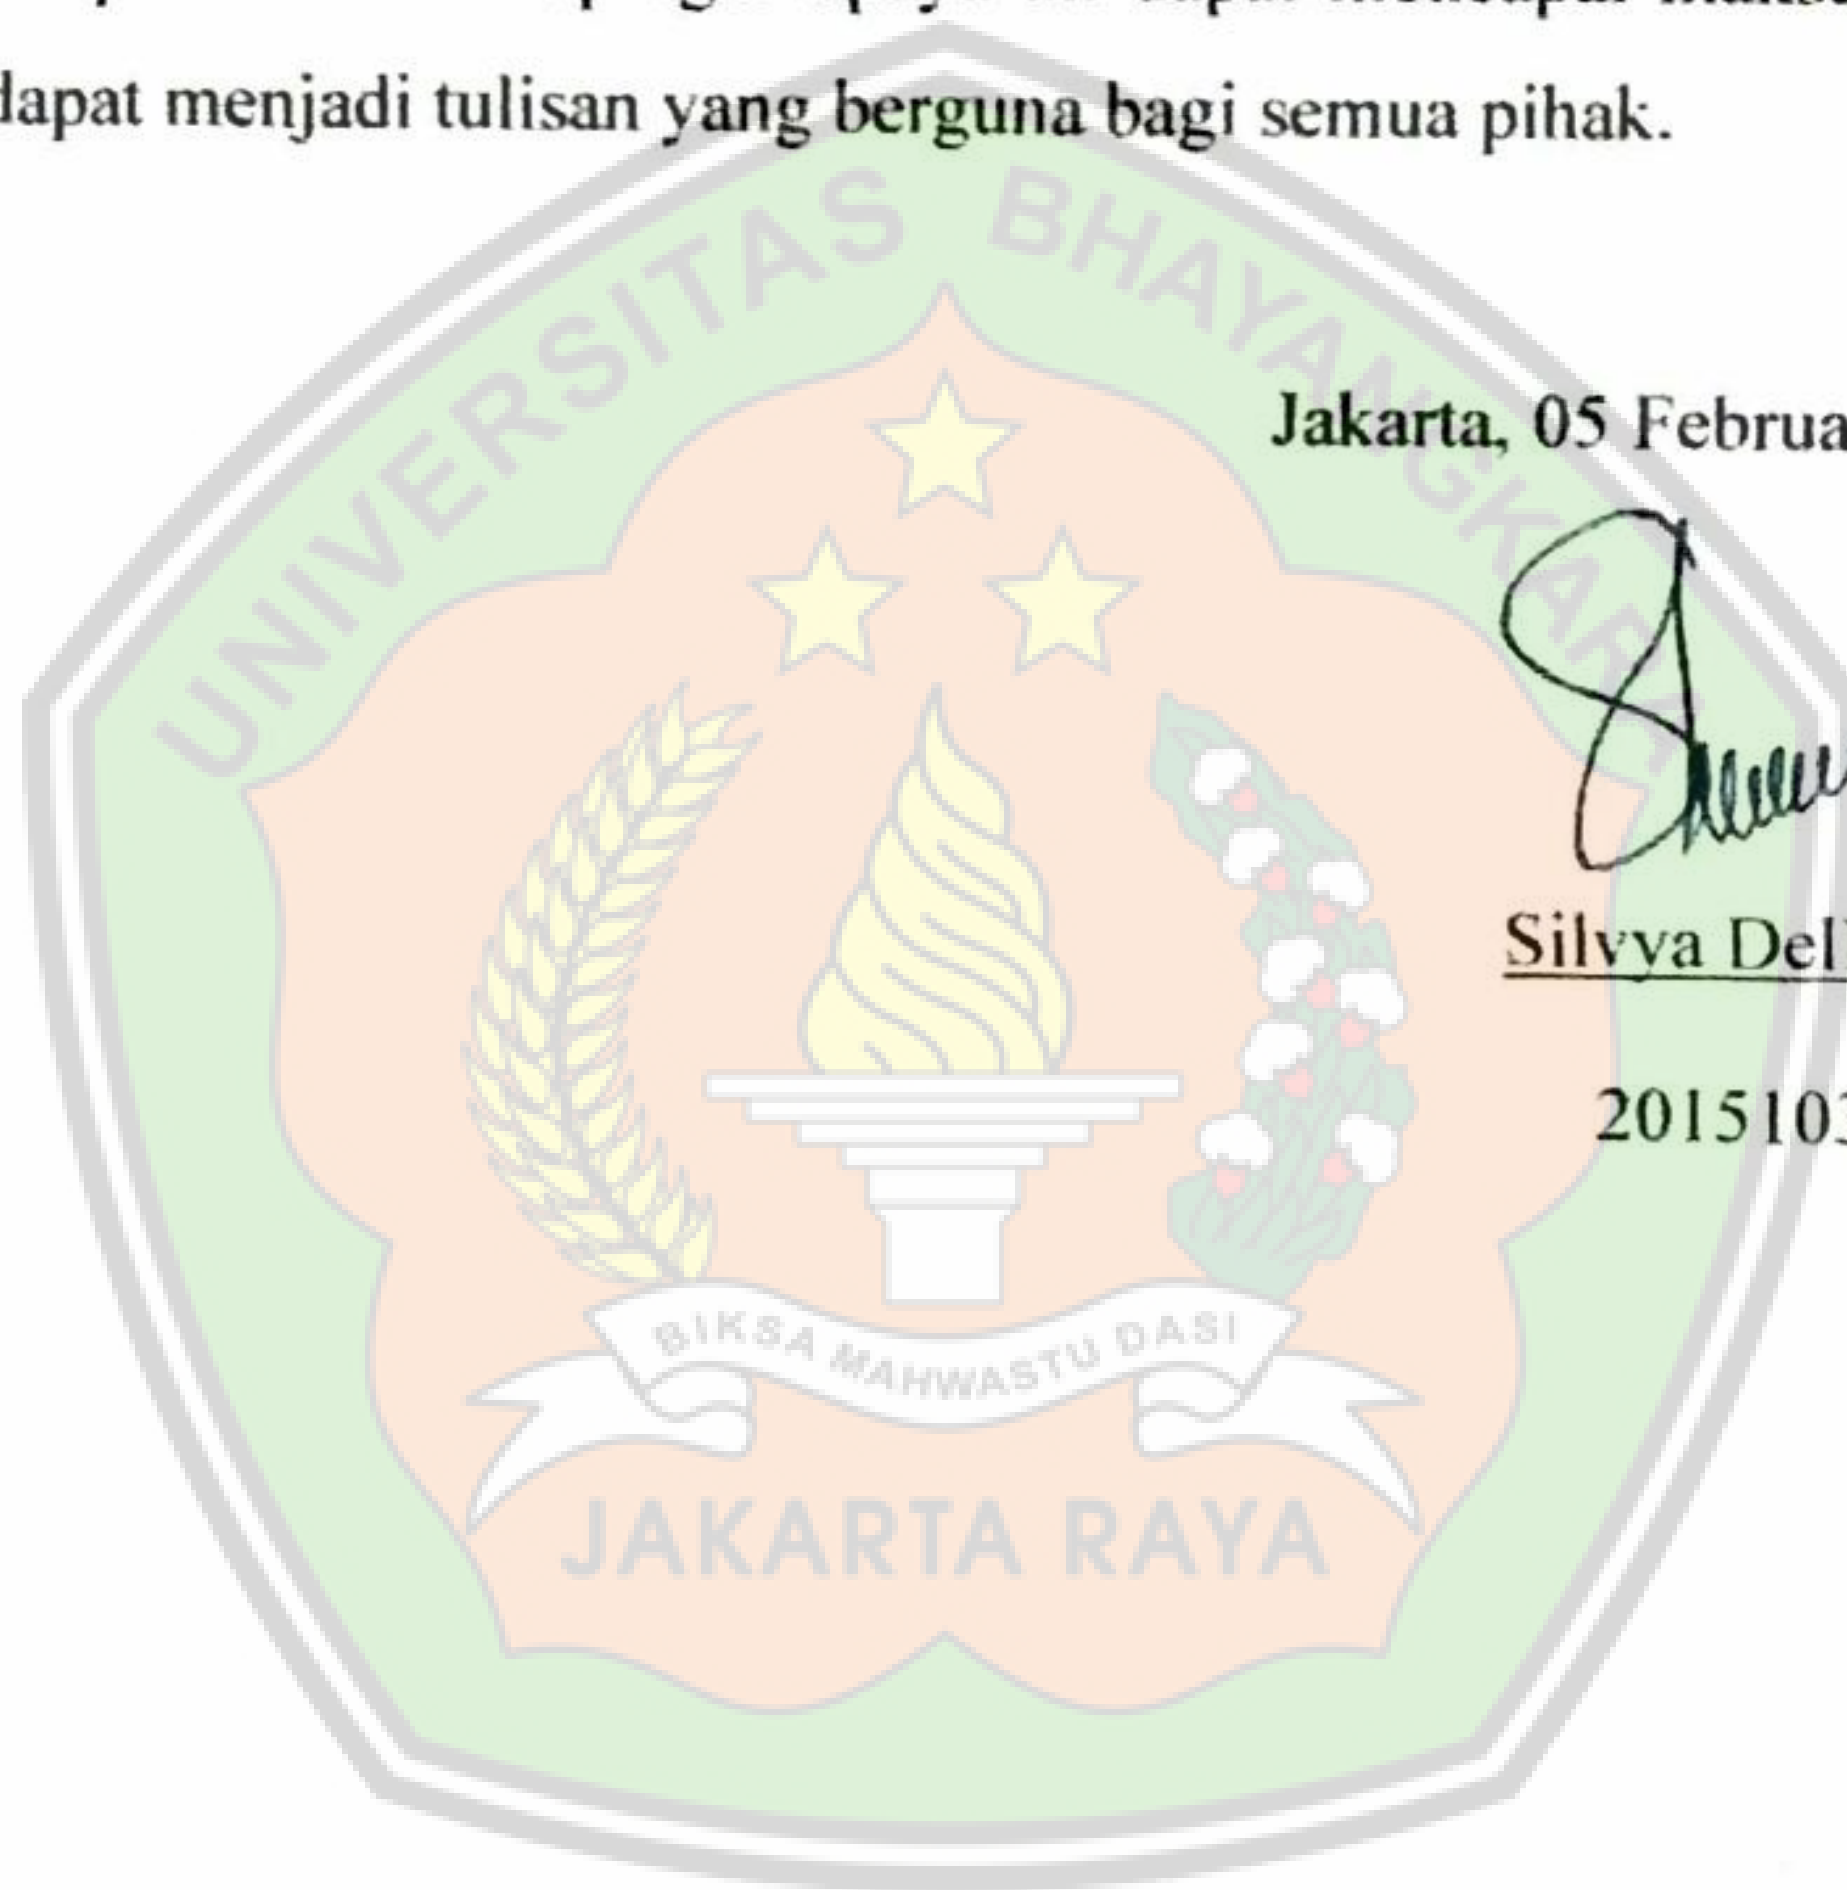 dapat menjadi tulisan yang berguna bagi semua pihak.
UNIVERSITAS BHAYANGKARA
Jakarta, 05 Februa
Silvya Del
2015103
BIKSA MAHWASTU DASI
JAKARTA RAYA